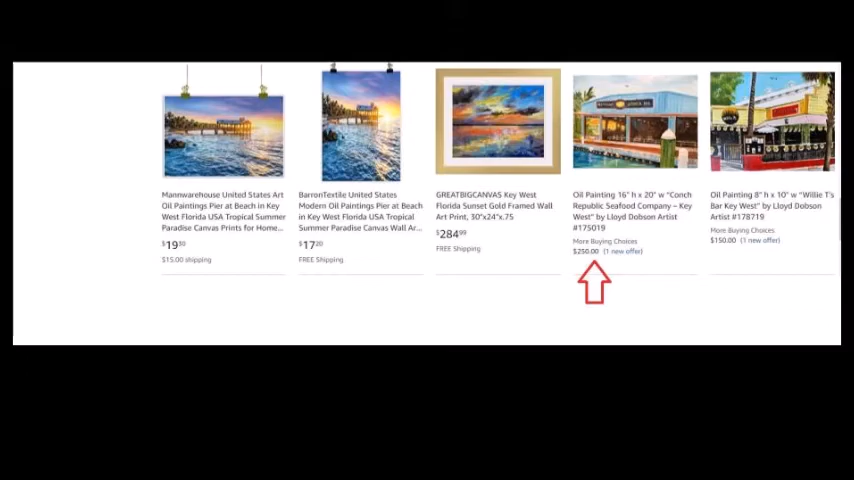 Mannwarehouse United States Art
Oil Paintings Pier at Beach in Key
West Florida USA Tropical Summer
Paradise Canvas Prints for Home...
$19
$15.00 shipping
BarronTextile United States
Modern Oil Paintings Pier at Beach
in Key West Florida USA Tropical
Summer Paradise Canvas Wall Ar...
$17 20
FREE Shipping
GREATBIGCANVAS Key West
Florida Sunset Gold Framed Wall
Art Print, 30"x24"x.75
$284 99
FREE Shipping
Oil Painting 16" h x 20" w "Conch
Republic Seafood Company ~ Key
West" by Lloyd Dobson Artist
#175019
More Buying Choices
$250.00 (1 new offer)
Oil Painting 8" h x 10" w "Willie T's
Bar Key West" by Lloyd Dobson
Artist #178719
More Buying Choices
$150.00 (1 new offer)